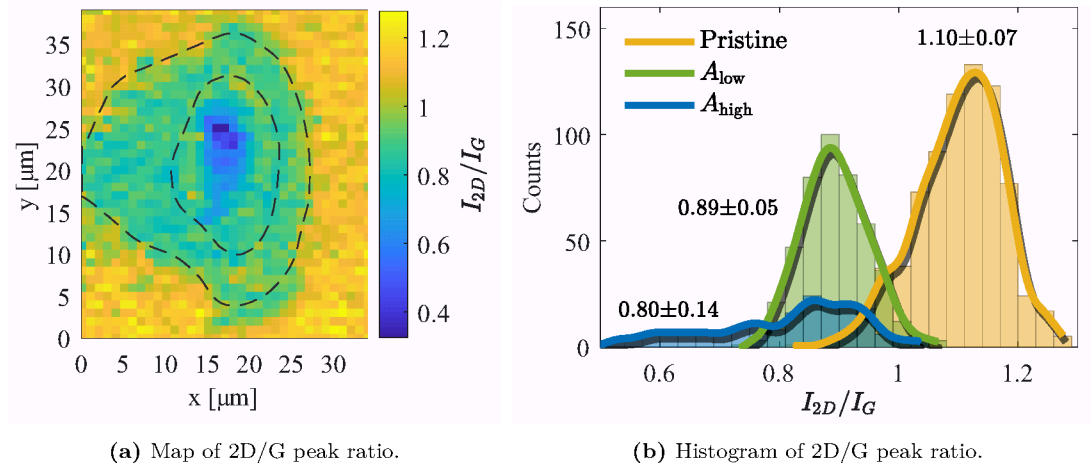 40
35
30
25
20
15
10
5
0
y [μm]
0 5 10 15 20 25 30
x [μm]
1.2
1
0.8
0.6
0.4
I2D/IG
(a) Map of 2D/G peak ratio.
150
100
50
0
Counts
Pristine
Alow
Ahigh
1.10±0.07
0.89±0.05
0.80±0.14
0.6 0.8 1 1.2
I2D/IG
(b) Histogram of 2D/G peak ratio.